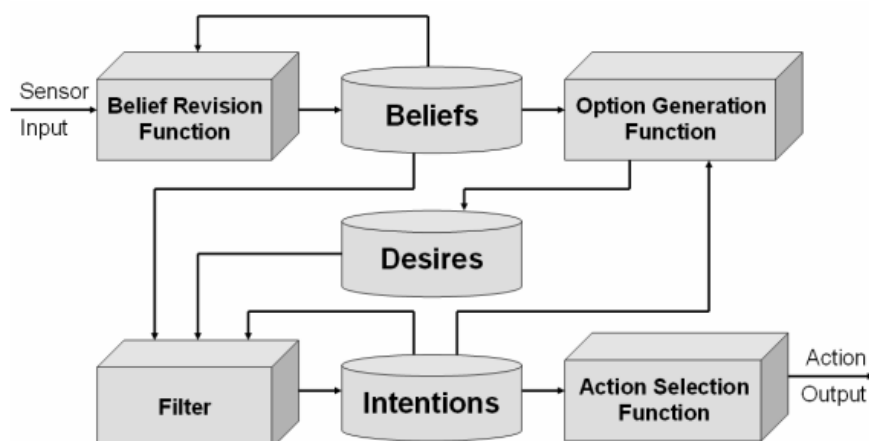 Sensor
Input
Belief Revision
Function
Beliefs
Option Generation
Function
Desires
Filter
Intentions
Action Selection
Function
Action
Output